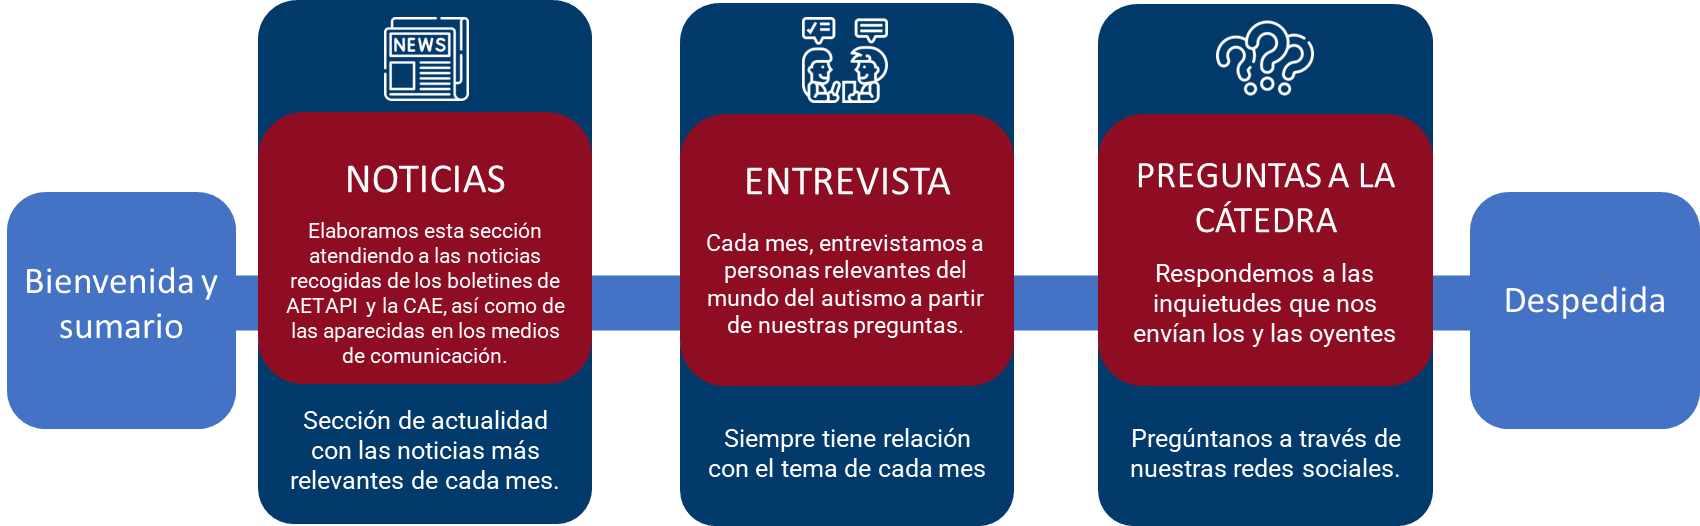 Bienvenida y
sumario
NEWS
NOTICIAS
Elaboramos esta sección
atendiendo a las noticias
recogidas de los boletines de
AETAPI y la CAE, así como de
las aparecidas en los medios
de comunicación.
Sección de actualidad
con las noticias más
relevantes de cada mes.
ENTREVISTA
Cada mes, entrevistamos a
personas relevantes del
mundo del autismo a partir
de nuestras preguntas.
Siempre tiene relación
con el tema de cada mes
PREGUNTAS A LA
CÁTEDRA
Respondemos a las
inquietudes que nos
envían los y las oyentes
Pregúntanos a través de
nuestras redes sociales.
Despedida